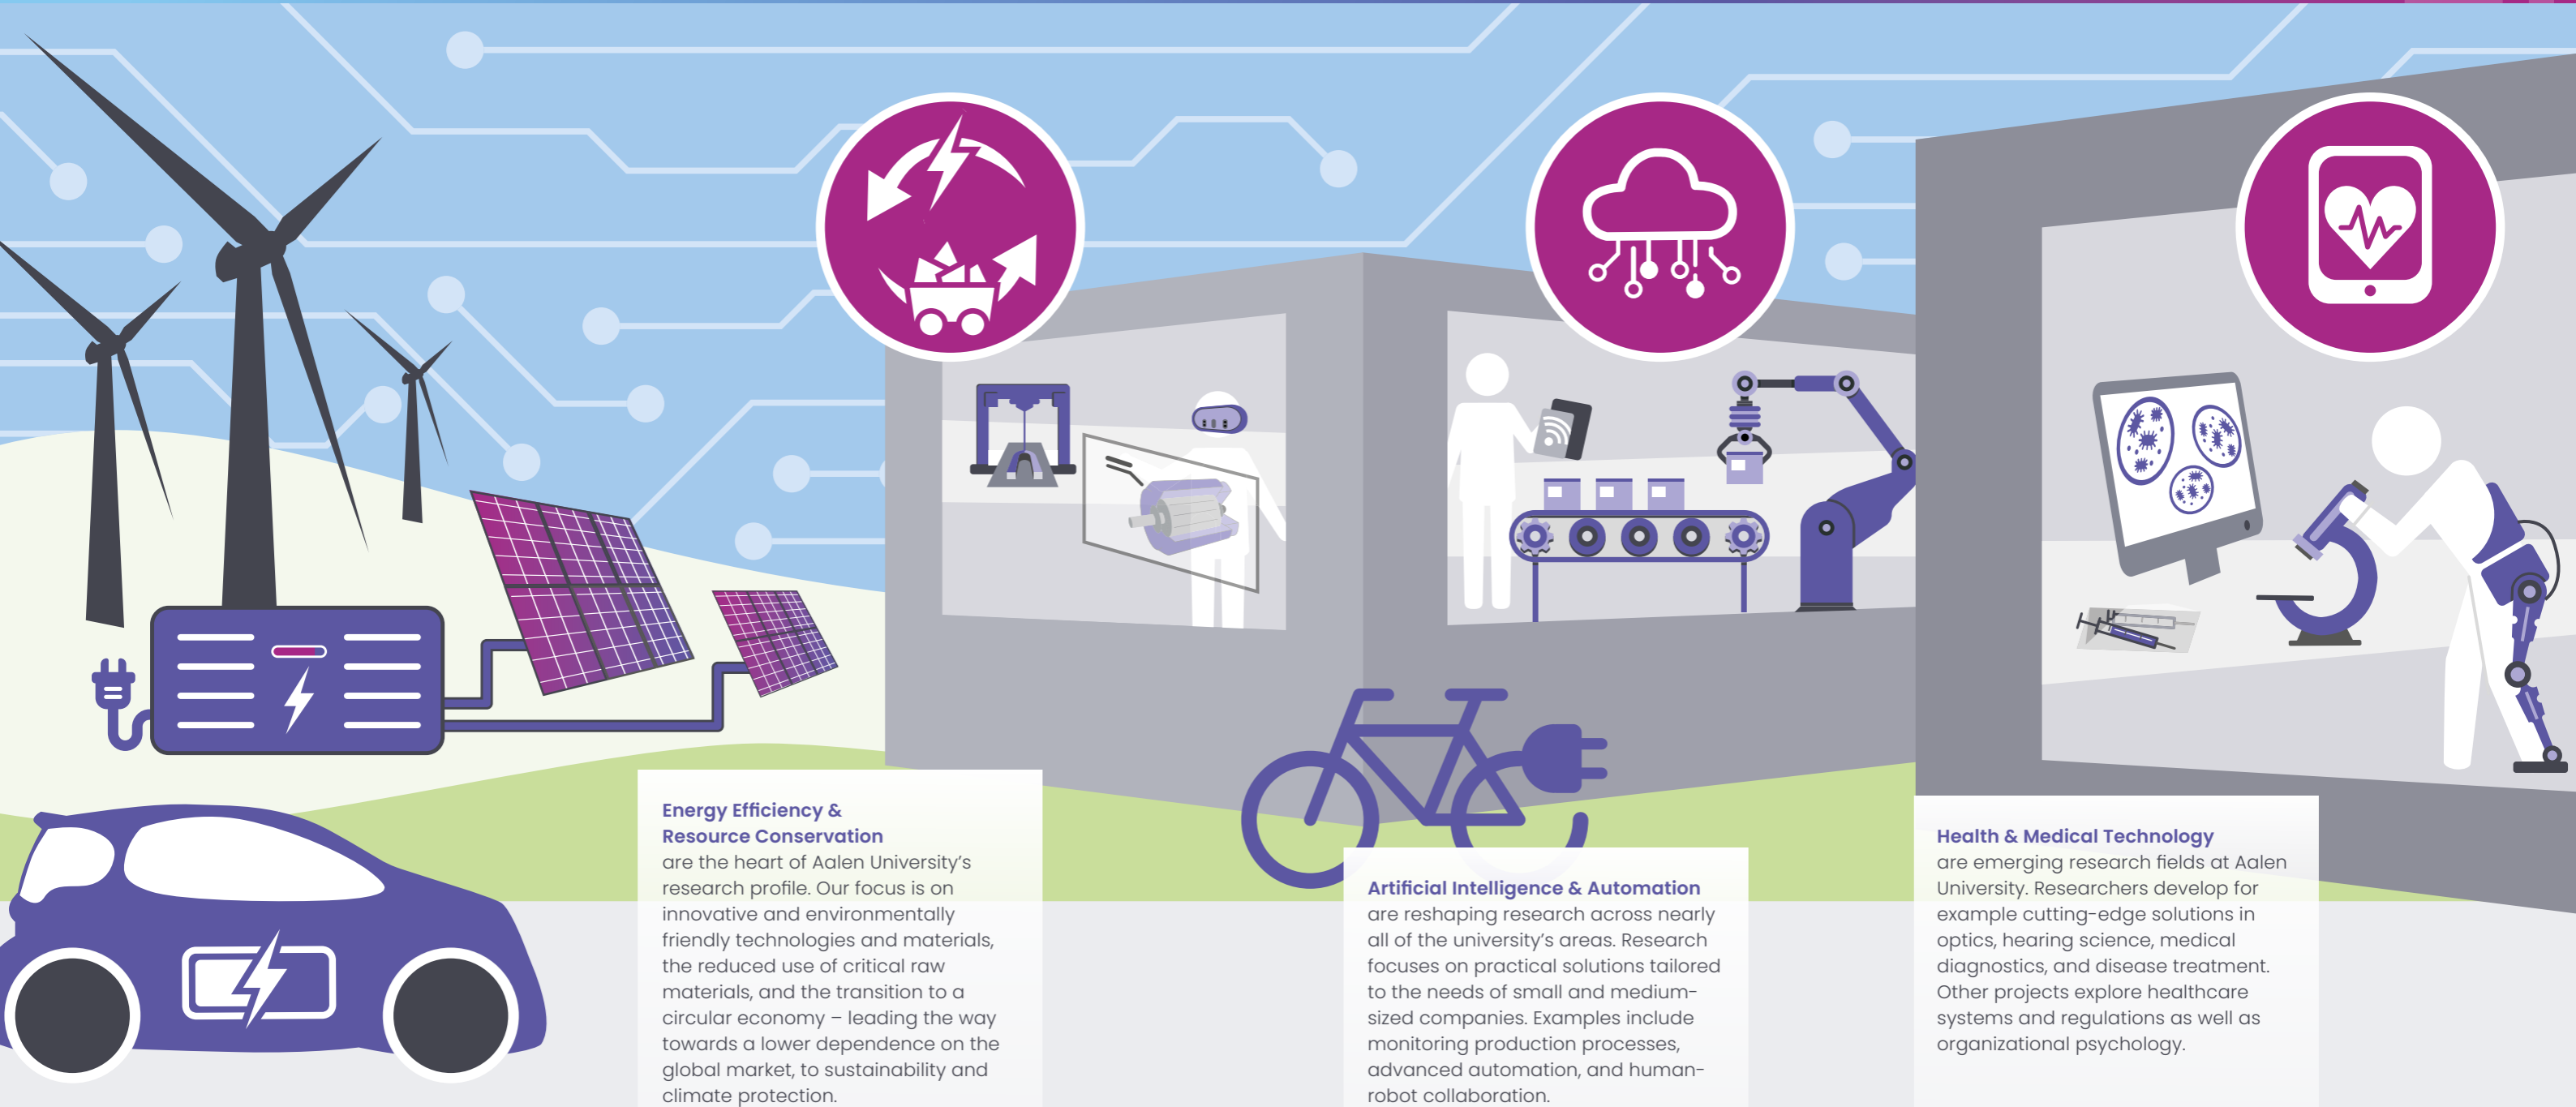 Energy Efficiency &
Resource Conservation
are the heart of Aalen University’s
research profile. Our focus is on
innovative and environmentally
friendly technologies and materials,
the reduced use of critical raw
materials, and the transition to a
circular economy – leading the way
towards a lower dependence on the
global market, to sustainability and
climate protection.
Artificial Intelligence & Automation
are reshaping research across nearly
all of the university’s areas. Research
focuses on practical solutions tailored
to the needs of small and medium-
sized companies. Examples include
monitoring production processes,
advanced automation, and human-
robot collaboration.
Health & Medical Technology
are emerging research fields at Aalen
University. Researchers develop for
example cutting-edge solutions in
optics, hearing science, medical
diagnostics, and disease treatment.
Other projects explore healthcare
systems and regulations as well as
organizational psychology.